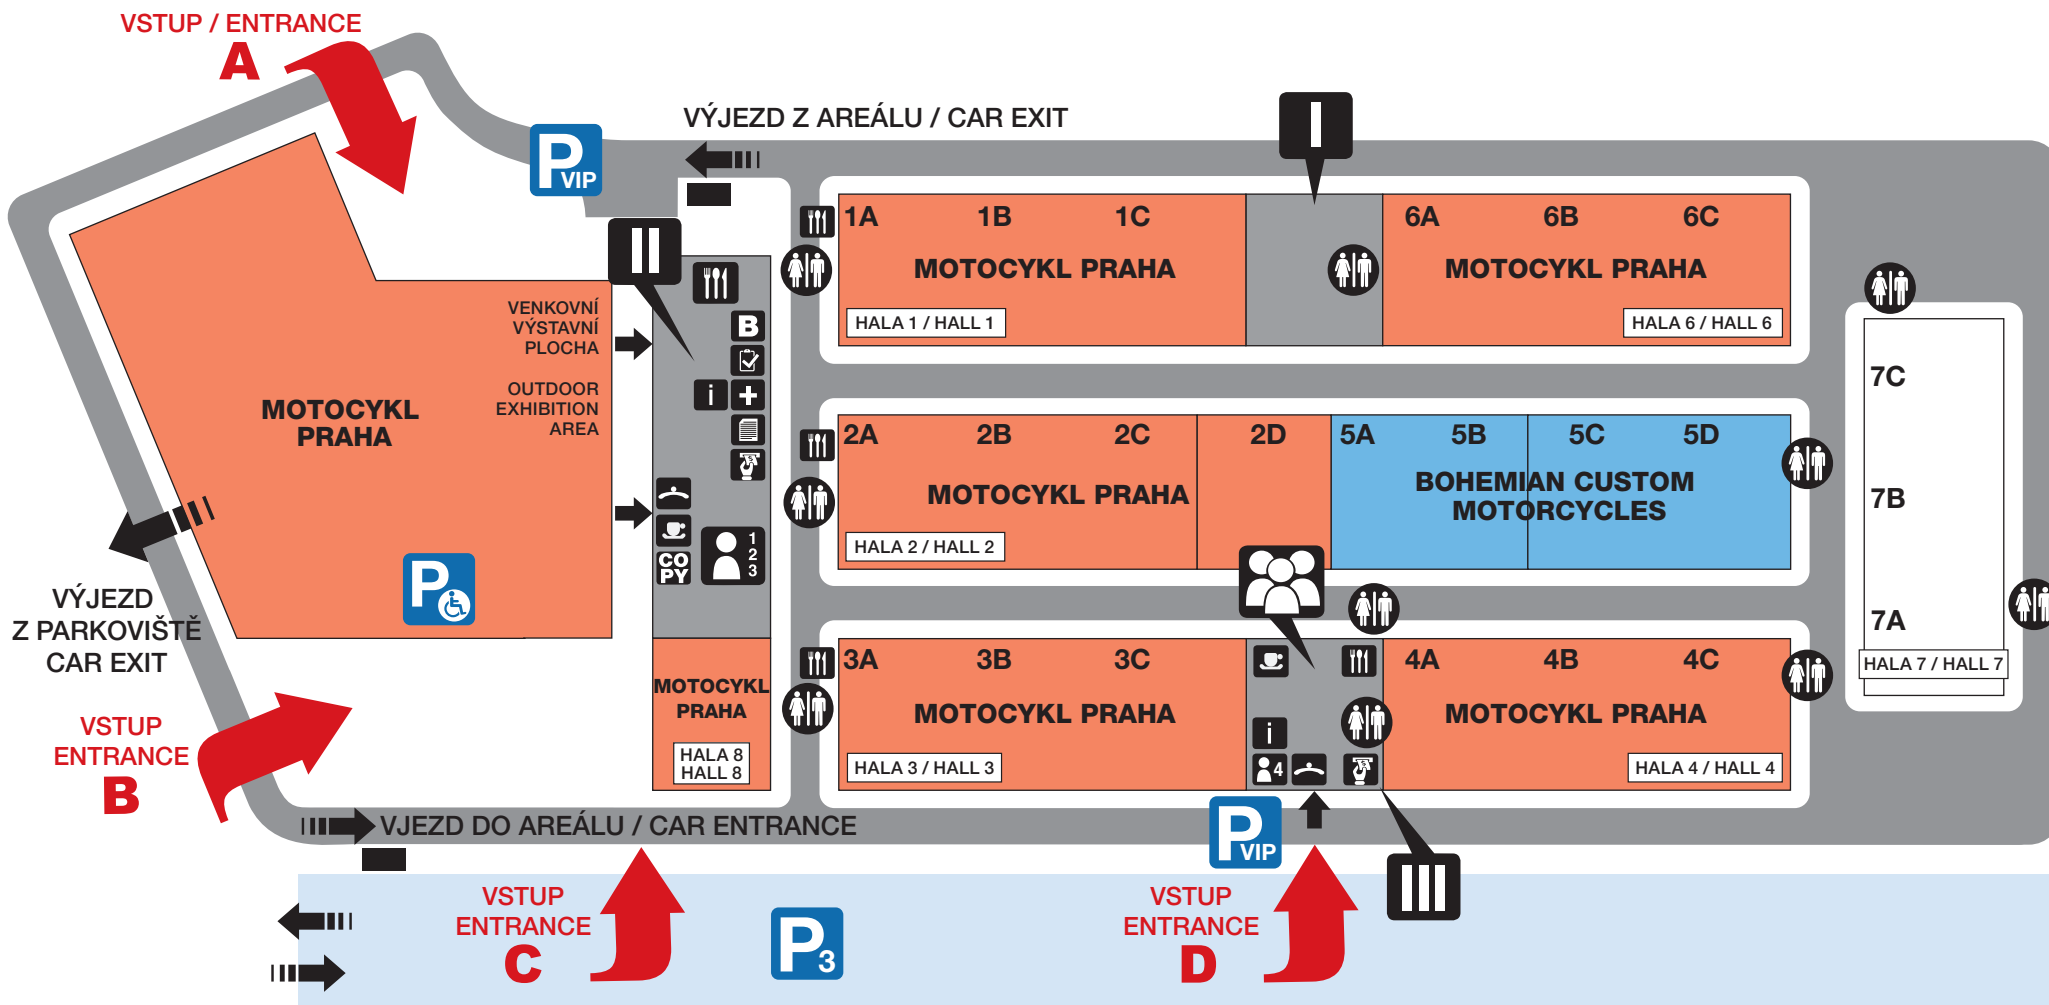 VSTUP / ENTRANCE
A
VÝJEZD Z AREÁLU / CAR EXIT
P VIP
I
II
1A 1B 1C
MOTOCYKL PRAHA
HALA 1 / HALL 1
6A 6B 6C
MOTOCYKL PRAHA
HALA 6 / HALL 6
VENKOVNÍ
VÝSTAVNÍ
PLOCHA
OUTDOOR
EXHIBITION
AREA
MOTOCYKL
PRAHA
B
i
CO
PY
1
2
3
P
2A 2B 2C 2D
MOTOCYKL PRAHA
HALA 2 / HALL 2
5A 5B 5C 5D
BOHEMIAN CUSTOM
MOTORCYCLES
7C
7B
7A
HALA 7 / HALL 7
VÝJEZD
Z PARKOVIŠTĚ
CAR EXIT
MOTOCYKL
PRAHA
HALA 8
HALL 8
3A 3B 3C
MOTOCYKL PRAHA
HALA 3 / HALL 3
i
4
4A 4B 4C
MOTOCYKL PRAHA
HALA 4 / HALL 4
VSTUP
ENTRANCE
B
VJEZD DO AREÁLU / CAR ENTRANCE
P VIP
III
VSTUP
ENTRANCE
C
P3
VSTUP
ENTRANCE
D